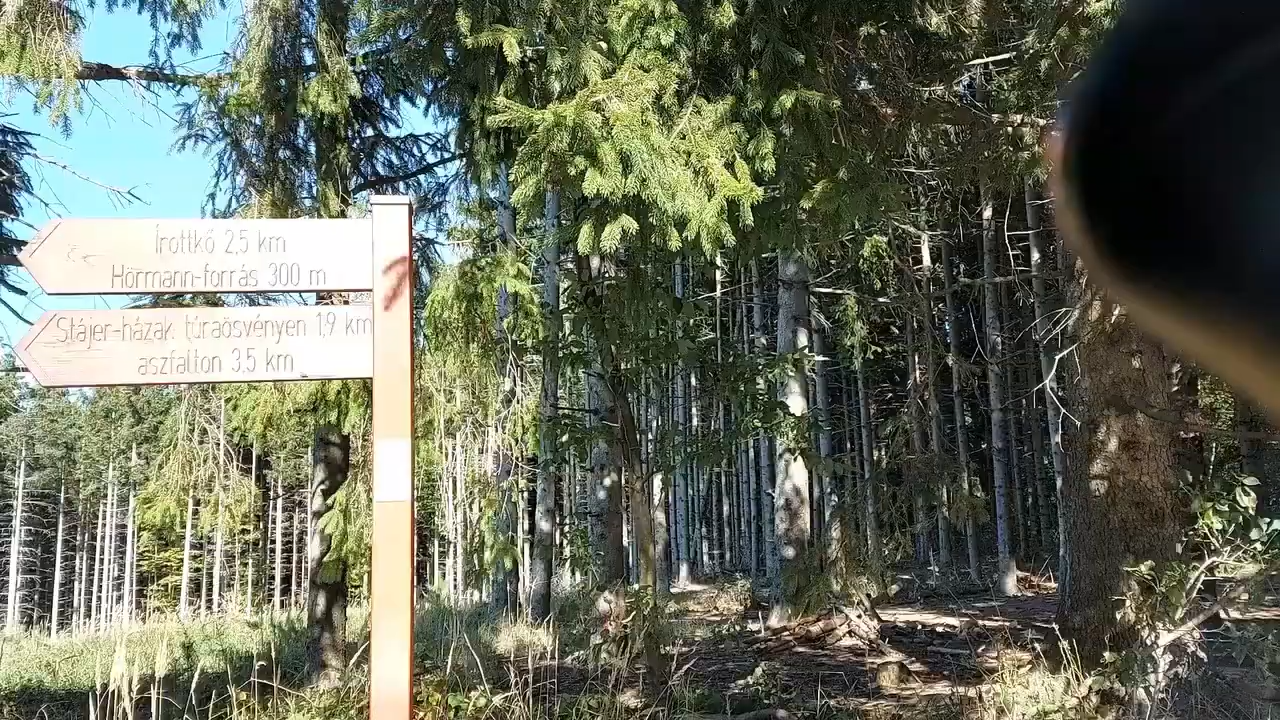 Írottkő 2,5 km
Hörmann-forrás 300 m
Stájer-házak túraösvényen 1,9 km
aszfalton 3,5 km